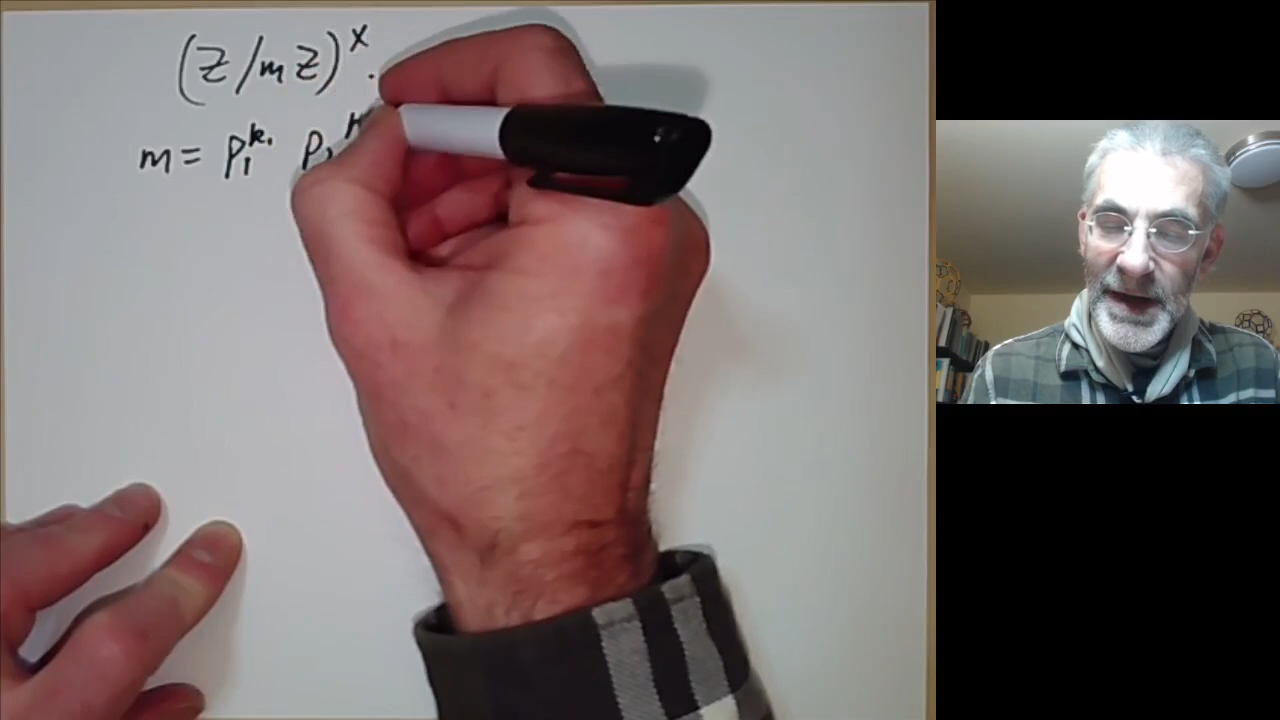 (Z/mZ)^x.
m = p₁^k₁ p₂^k